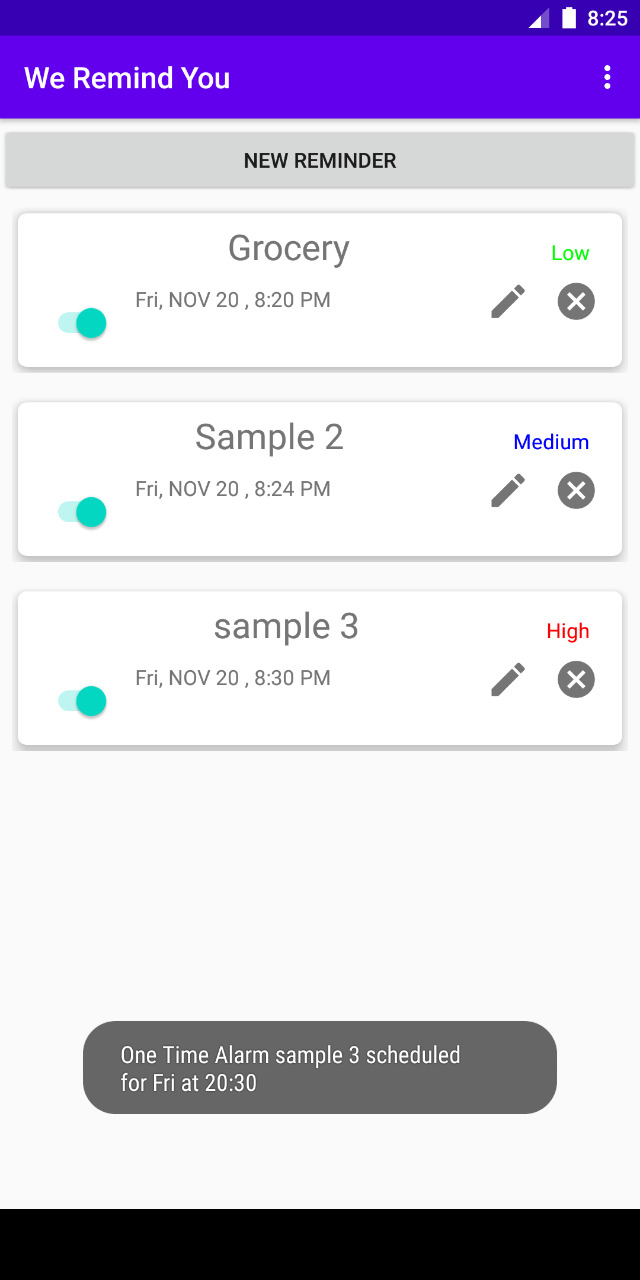 8:25
We Remind You
NEW REMINDER
Grocery
Low
Fri, NOV 20 , 8:20 PM
Sample 2
Medium
Fri, NOV 20 , 8:24 PM
sample 3
High
Fri, NOV 20 , 8:30 PM
One Time Alarm sample 3 scheduled
for Fri at 20:30